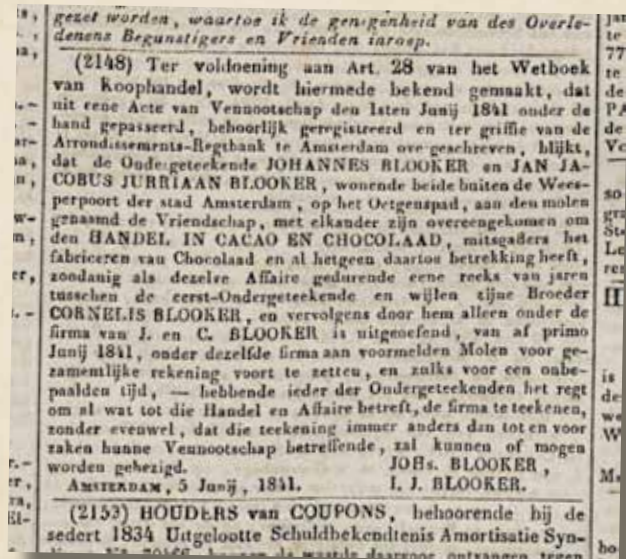 gezet worden, waartoe ik de genegenheid van des Overle-
denens Begunstigers en Vrienden inroep.
(2148) Ter voldoening aan Art. 28 van het Wetboek
van Koophandel, wordt hiermede bekend gemaakt, dat
uit eene Acte van Vennootschap den 1sten Junij 1841 onder de
hand gepasseerd, behoorlijk geregistreerd en ter griffie van de
Arrondissements-Regtbank te Amsterdam overgeschreven, blijkt,
dat de Ondergeteekende JOHANNES BLOOKER en JAN JA-
COBUS JURRIAAN BLOOKER, wonende beide buiten de Wees-
perpoort der stad Amsterdam, op het Oetgenspad, aan den molen
genaamd de Vriendschap, met elkander zijn overeengekomen om
den HANDEL IN CACAO EN CHOCOLAAD, mitsgaders het
fabriceren van Chocolaad en al hetgeen daartoe betrekking heeft,
zoodanig als dezelve Affaire gedurende eene reeks van jaren
tusschen de eerst-Ondergeteekende en wijlen zijne Broeder
CORNELIS BLOOKER, en vervolgens door hem alleen onder de
firma van J. en C. BLOOKER is uitgeoefend, van af primo
Junij 1841, onder dezelfde firma aan voormelden Molen voor ge-
zamentlijke rekening voort te zetten, en zulks voor een onbe-
paalden tijd, — hebbende ieder der Ondergeteekenden het regt
om al wat tot die Handel en Affaire betreft, de firma te teekenen,
zonder evenwel, dat die teekening immer anders dan tot en voor
zaken hunne Vennootschap betreffende, zal kunnen of mogen
worden gebezigd. JOHs. BLOOKER,
AMSTERDAM, 5 Junij, 1841. I. J. BLOOKER.
(2153) HOUDERS van COUPONS, behoorende bij de
sedert 1834 Uitgelootte Schuldbekendtenis Amortisatie Syn-